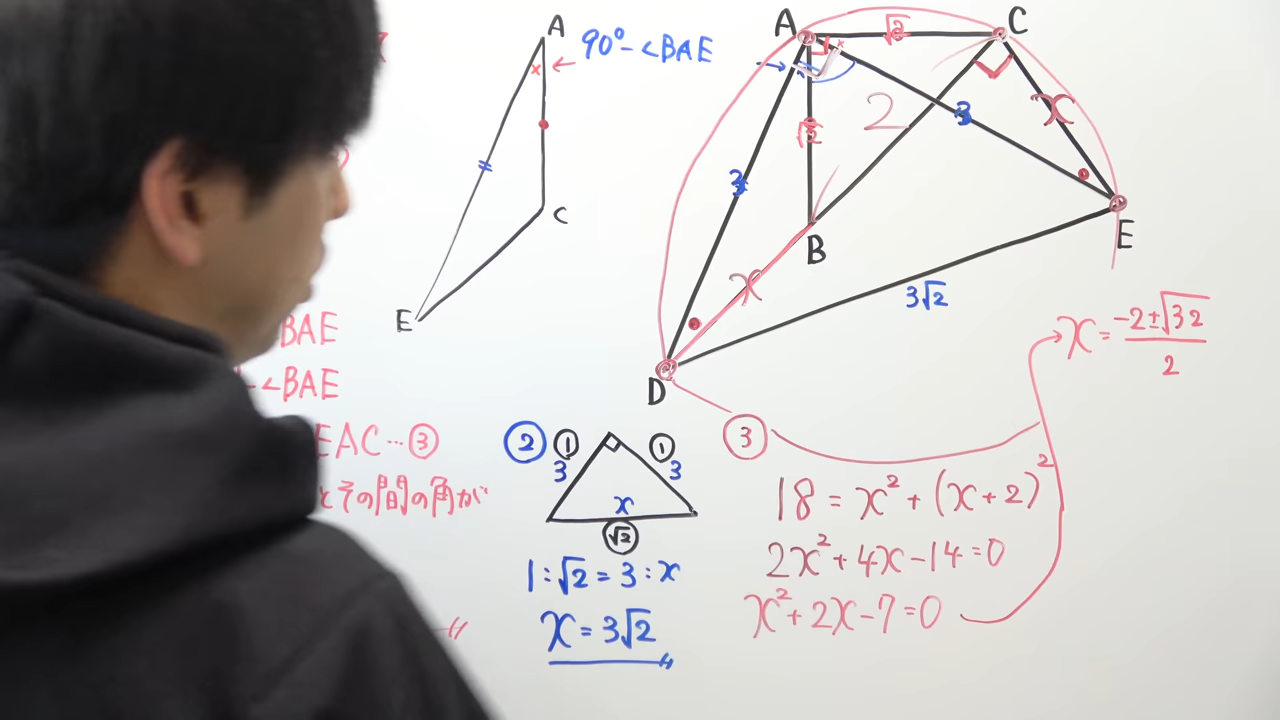 A
90°-∠BAE
×
C
E
A
√2
C
×
2
3
x
√2
3
B
E
x
3√2
D
BAE
-∠BAE
EAC…③
とその間の角が
② ① ①
3 3
x
√2
1:√2=3:x
x=3√2
③
18=x²+(x+2)²
2x²+4x-14=0
x²+2x-7=0
x=(-2±√32)/2